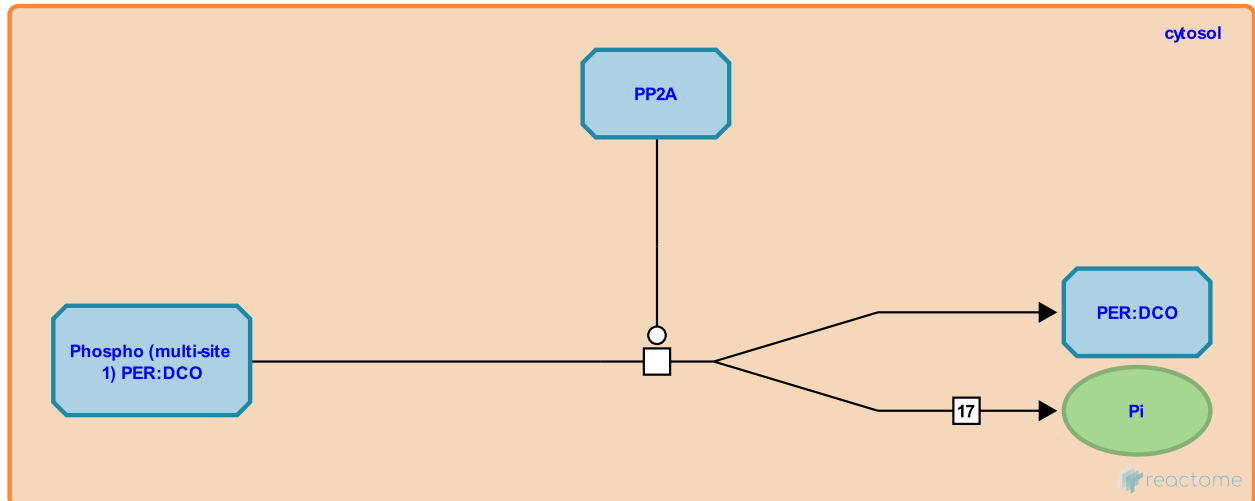 cytosol
PP2A
PER:DCO
Phospho (multi-site
1) PER:DCO
17
Pi
reactome